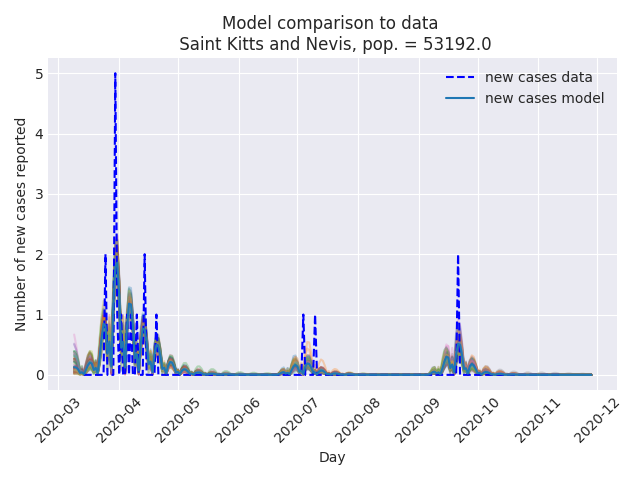 Model comparison to data
Saint Kitts and Nevis, pop. = 53192.0
new cases data
new cases model
Number of new cases reported
5
4
3
2
1
0
2020-03
2020-04
2020-05
2020-06
2020-07
2020-08
2020-09
2020-10
2020-11
2020-12
Day